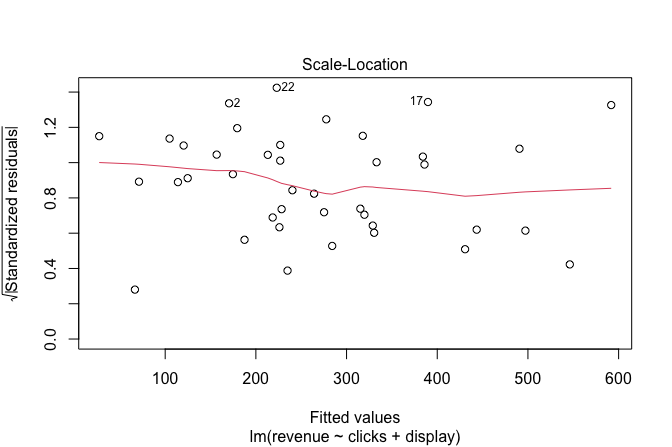 Scale-Location
√|Standardized residuals|
0.0 0.4 0.8 1.2
2
22
17
100 200 300 400 500 600
Fitted values
lm(revenue ~ clicks + display)